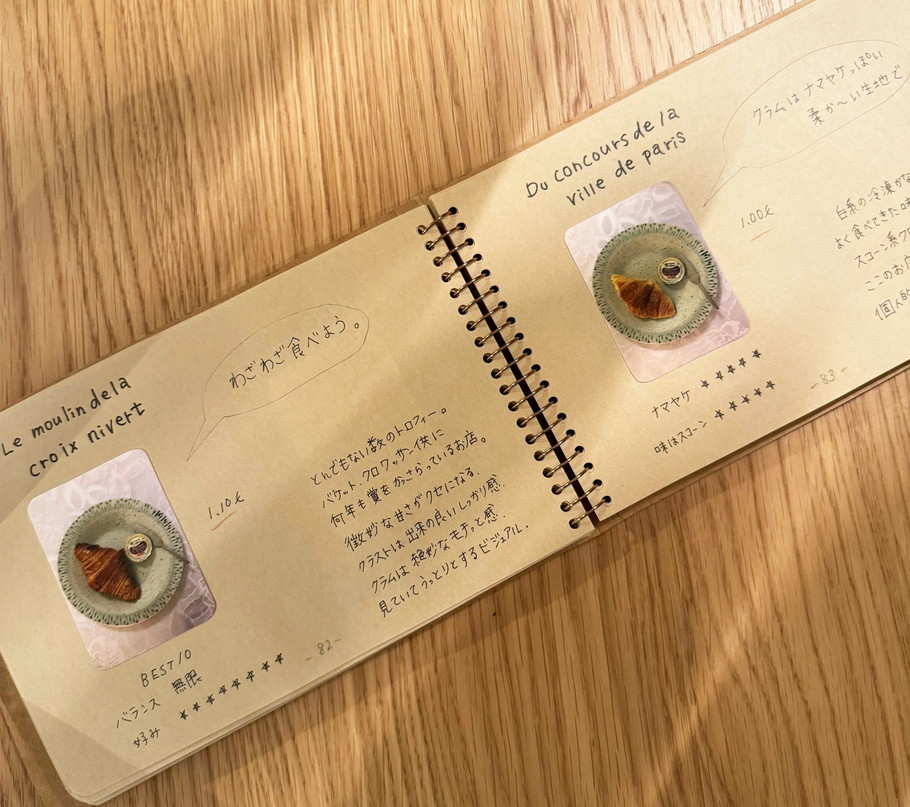 Le moulin de la
croix nivert
わざわざ食べよう。
1.10€
とんでもない数のトロフィー。
バケット、クロワッサン供に
何年も賞をかっさらっているお店。
微妙な甘さがクセになる。
クラストは出来の良いしっかり感、
クラムは絶妙なモチっと感。
見ていてうっとりとするビジュアル。
BEST10
バランス 無限
好み ★★★★★★★★
-82-
Du concours de la
ville de paris
クラムはナマヤケっぽい
柔か〜い生地で
1.00€
白系の冷凍かな
よく食べてきた味
スコーン系クロ
ここのお店
個人的
ナマヤケ ★★★★★
味はスコーン ★★★★★
-83-